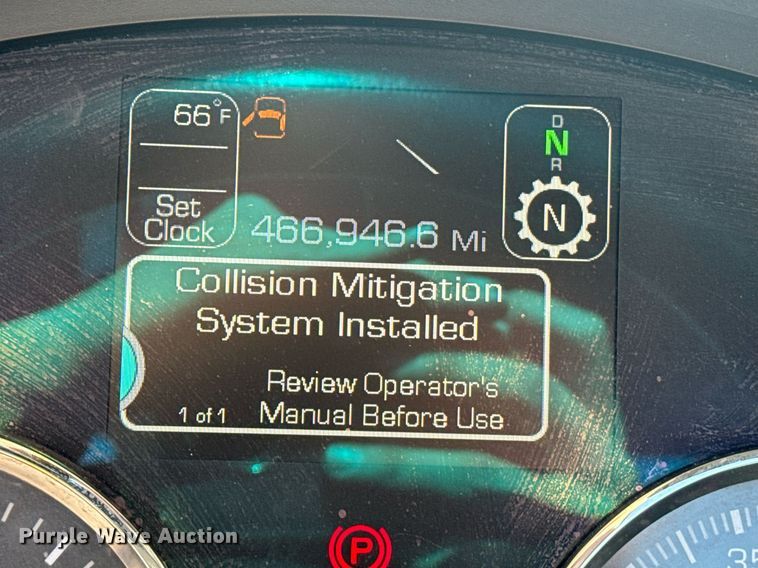 66°F
D
N
R
N
Set
Clock
466,946.6 Mi
Collision Mitigation
System Installed
Review Operator's
1 of 1 Manual Before Use
Purple Wave Auction
P
35